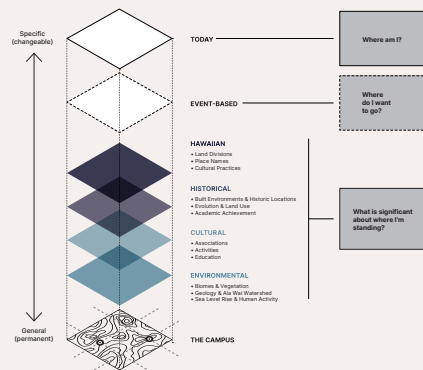 Specific
(changeable)
TODAY
Where am I?
EVENT-BASED
Where
do I want
to go?
HAWAIIAN
• Land Divisions
• Place Names
• Cultural Practices
HISTORICAL
• Built Environments & Historic Locations
• Evolution & Land Use
• Academic Achievement
What is significant
about where I'm
standing?
CULTURAL
• Associations
• Activities
• Education
ENVIRONMENTAL
• Biomes & Vegetation
• Geology & Ala Wai Watershed
• Sea Level Rise & Human Activity
General
(permanent)
THE CAMPUS